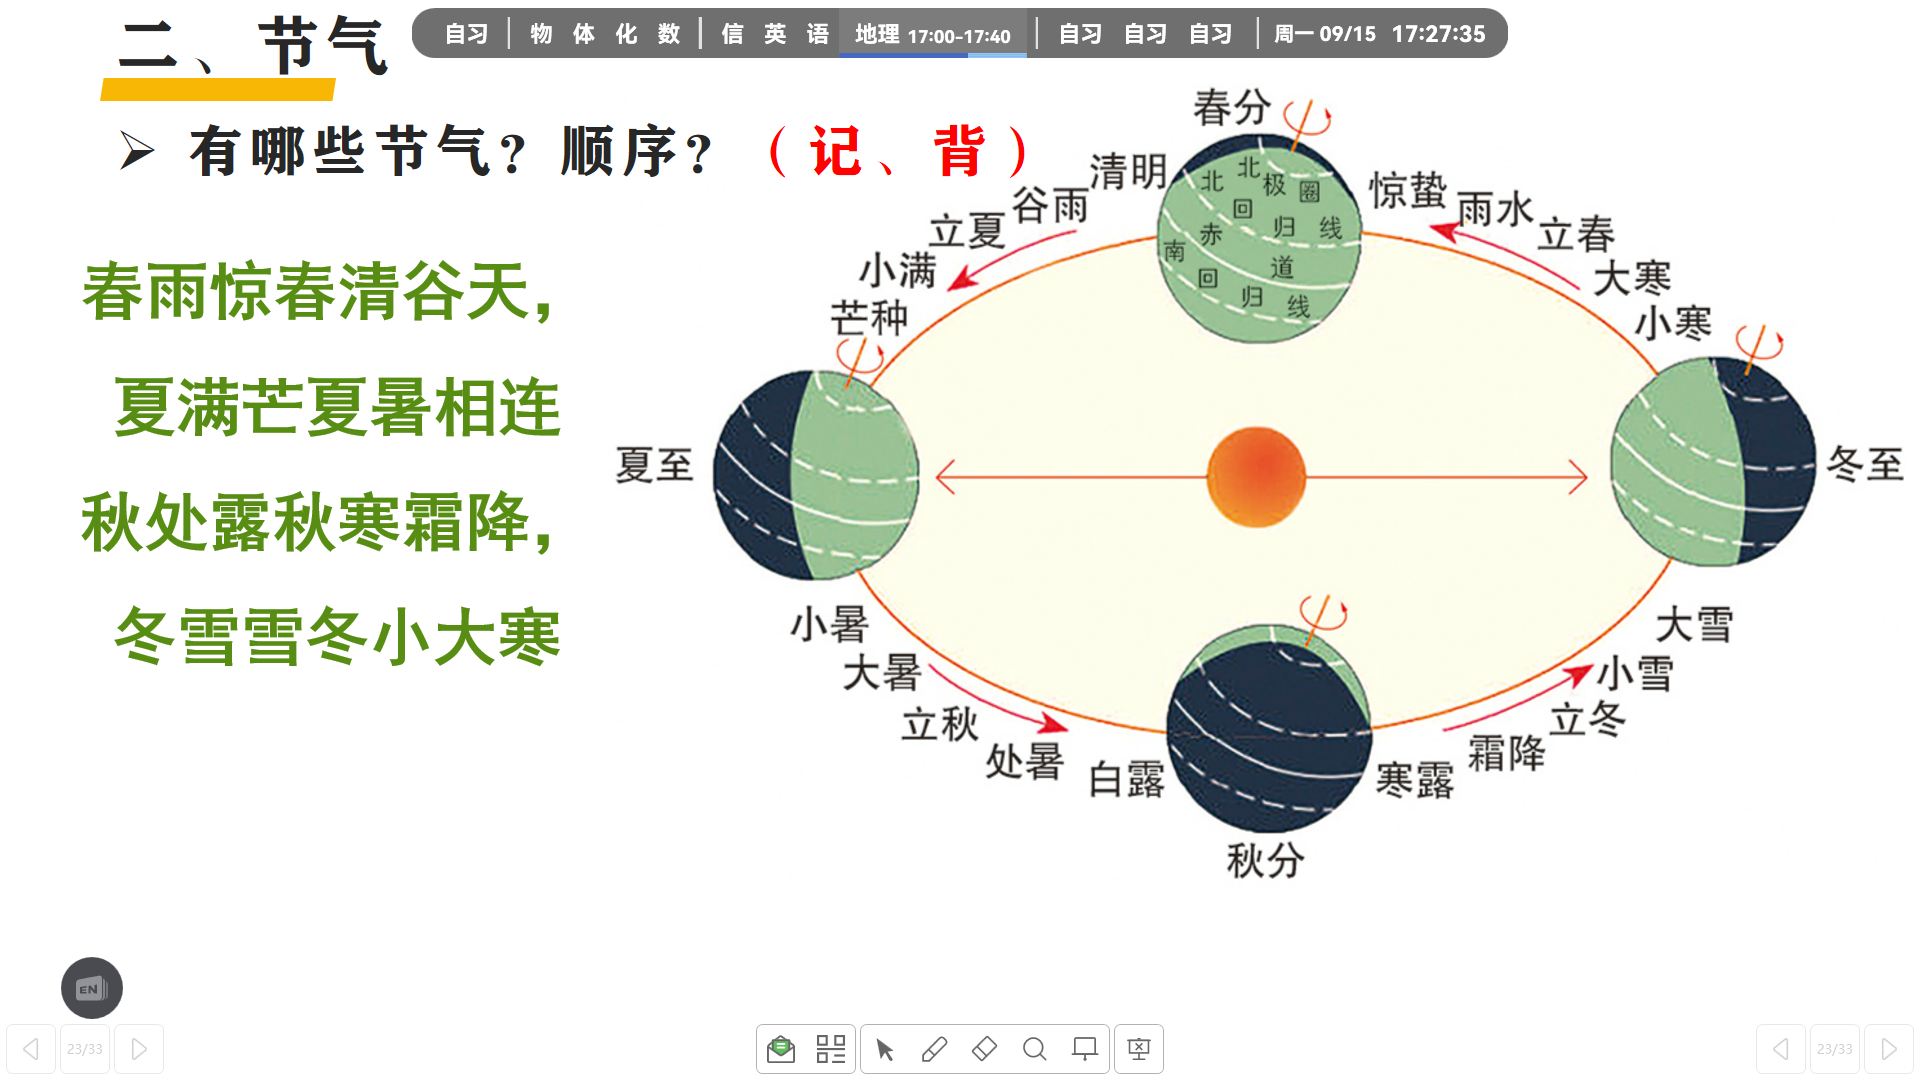 二、节气
自习 物 体 化 数 信 英 语 地理 17:00-17:40 自习 自习 自习 周一 09/15 17:27:35
➢ 有哪些节气？顺序？（记、背）
春雨惊春清谷天，
夏满芒夏暑相连
秋处露秋寒霜降，
冬雪雪冬小大寒
春分
清明
谷雨
立夏
小满
芒种
夏至
小暑
大暑
立秋
处暑
白露
秋分
寒露
霜降
立冬
小雪
大雪
冬至
小寒
大寒
立春
雨水
惊蛰
北极圈
北回归线
赤道
南回归线
EN
23/33
23/33